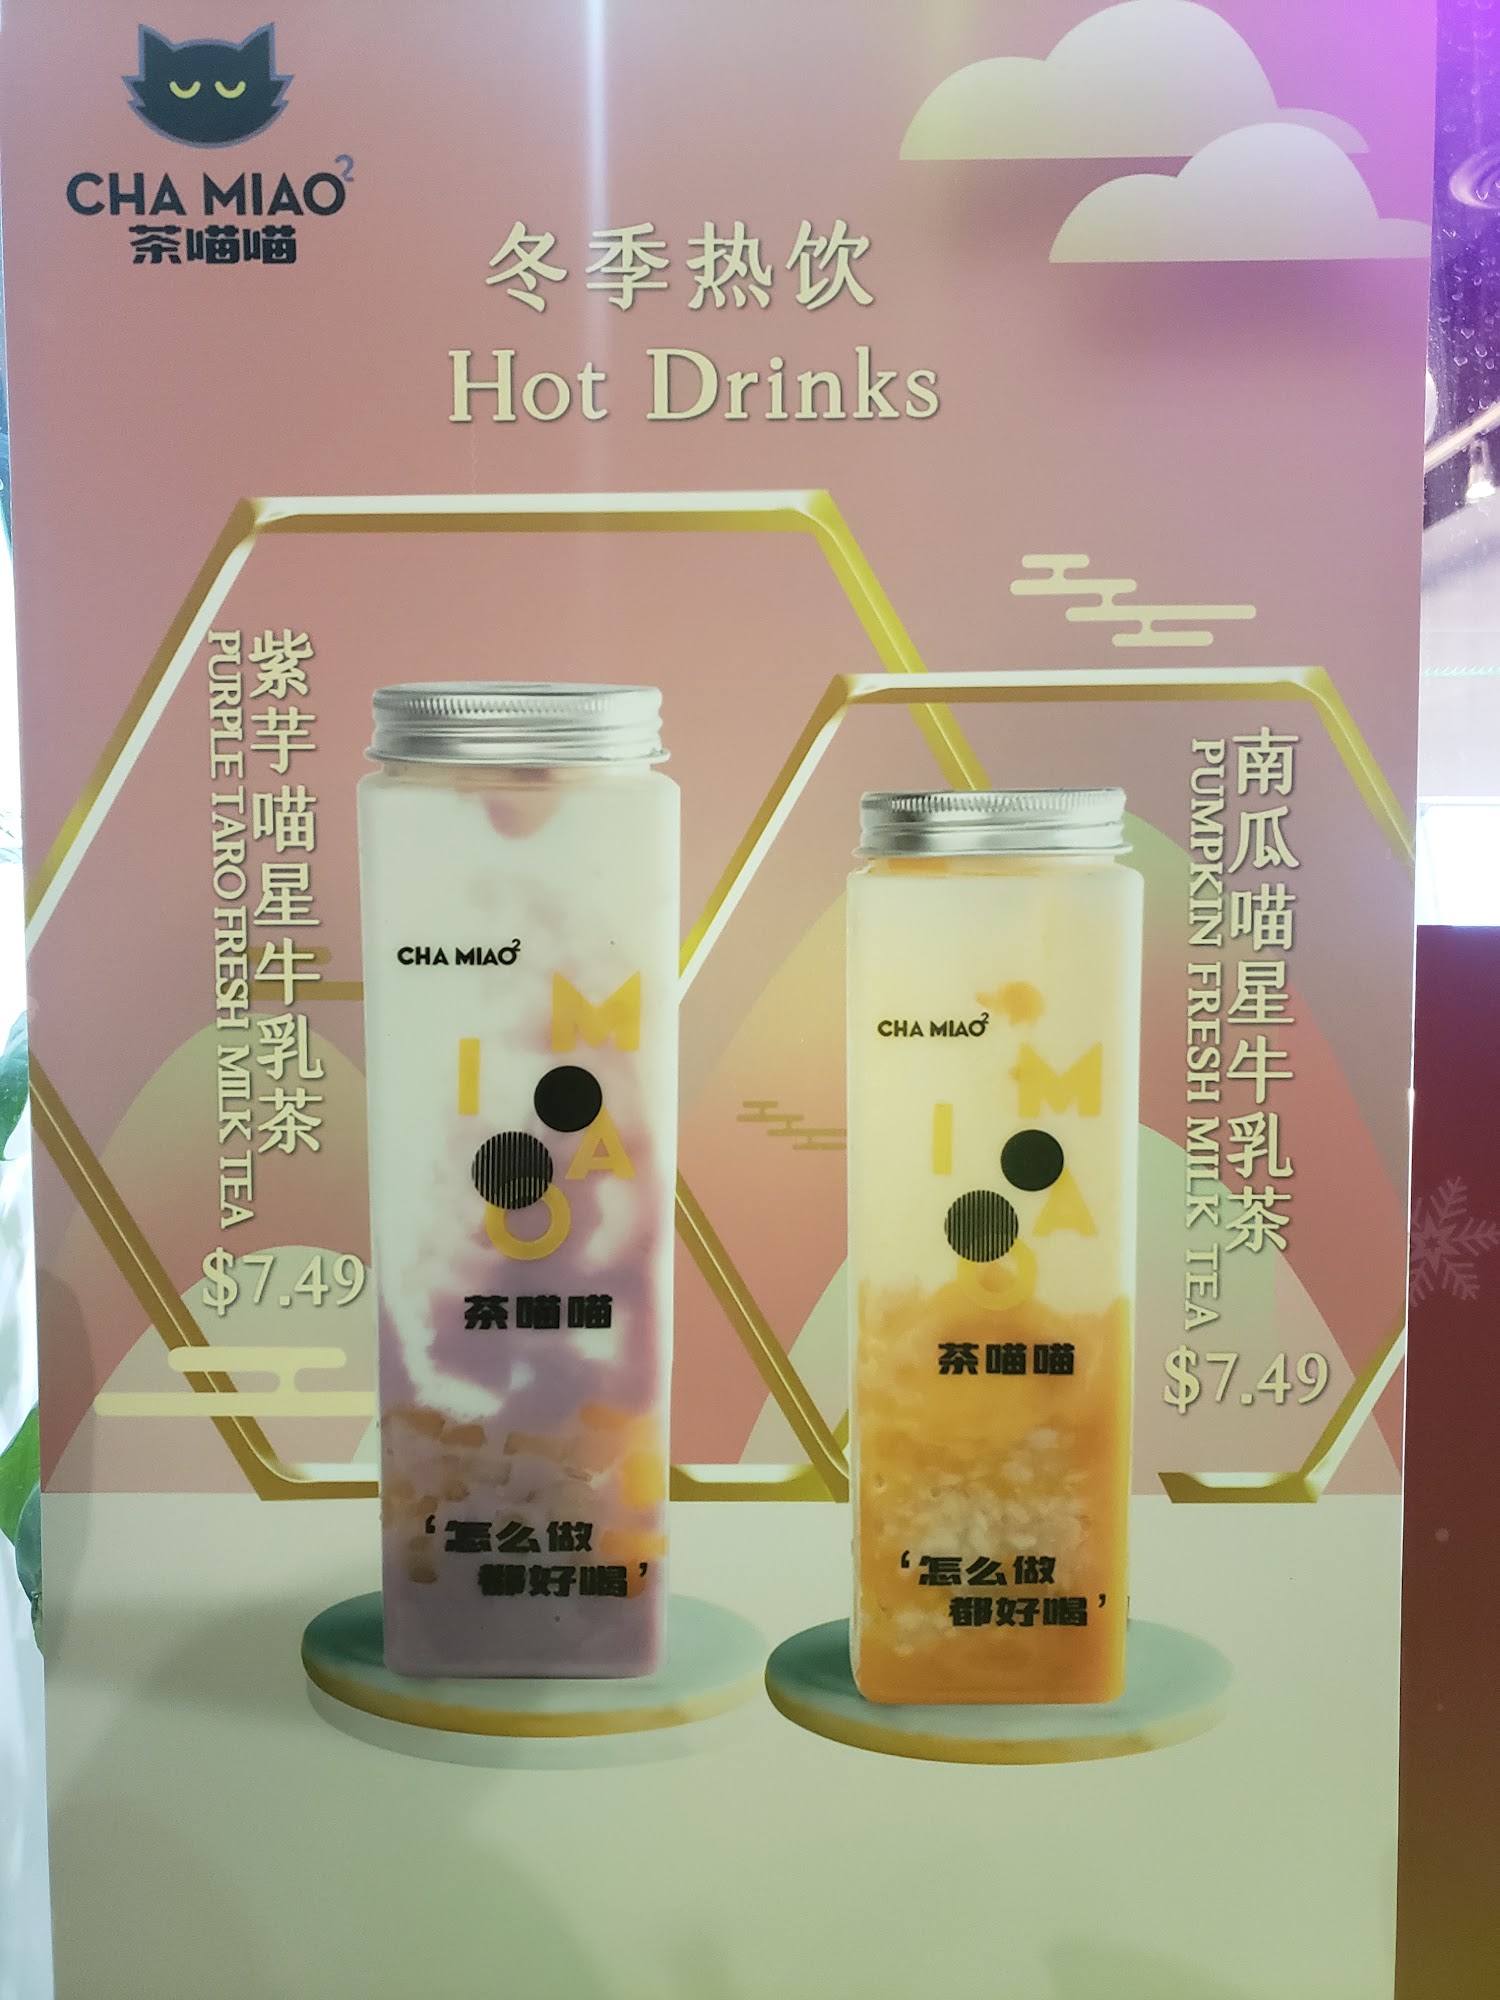 CHA MIAO²
茶喵喵
冬季热饮
Hot Drinks
紫芋喵星牛乳茶
PURPLE TARO FRESH MILK TEA
$7.49
南瓜喵星牛乳茶
PUMPKIN FRESH MILK TEA
$7.49
CHA MIAO²
M
I
A
O
茶喵喵
‘怎么做
都好喝’
CHA MIAO²
M
I
A
O
茶喵喵
‘怎么做
都好喝’